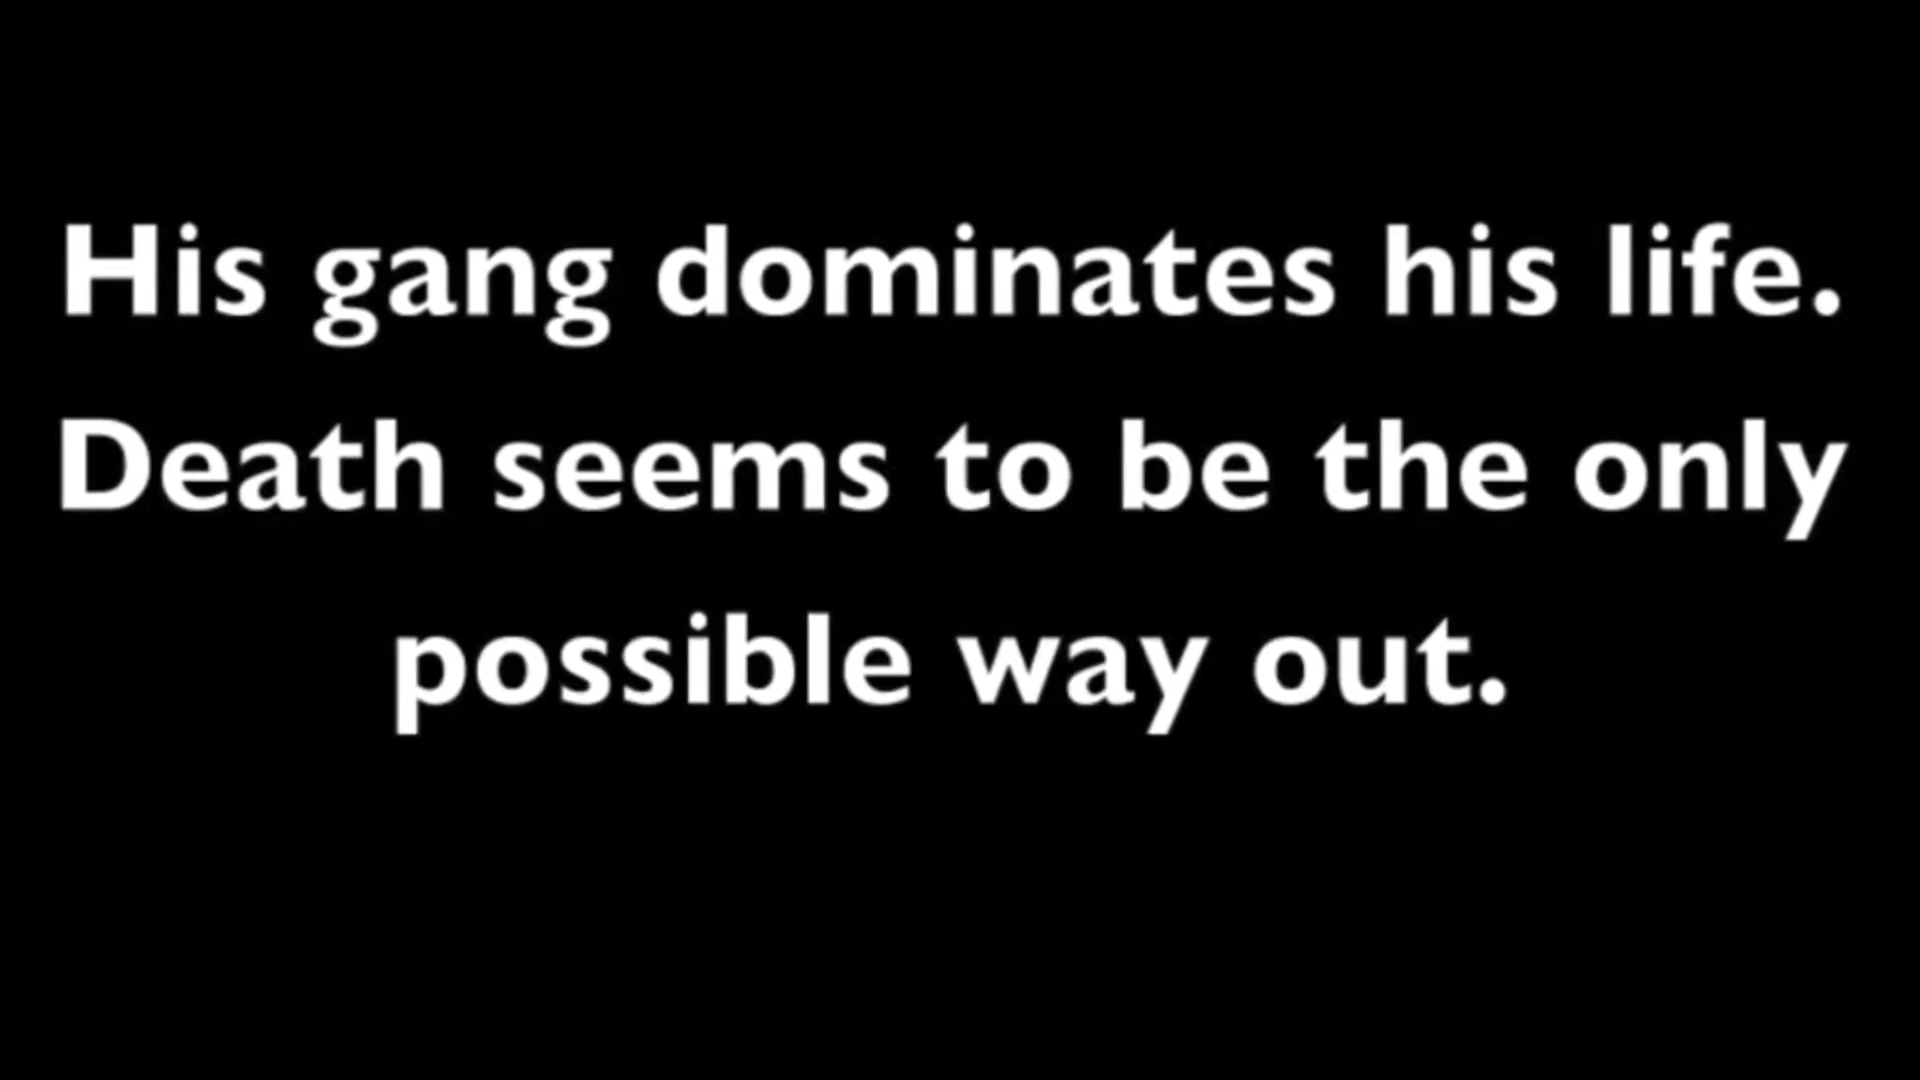 His gang dominates his life.
Death seems to be the only
possible way out.